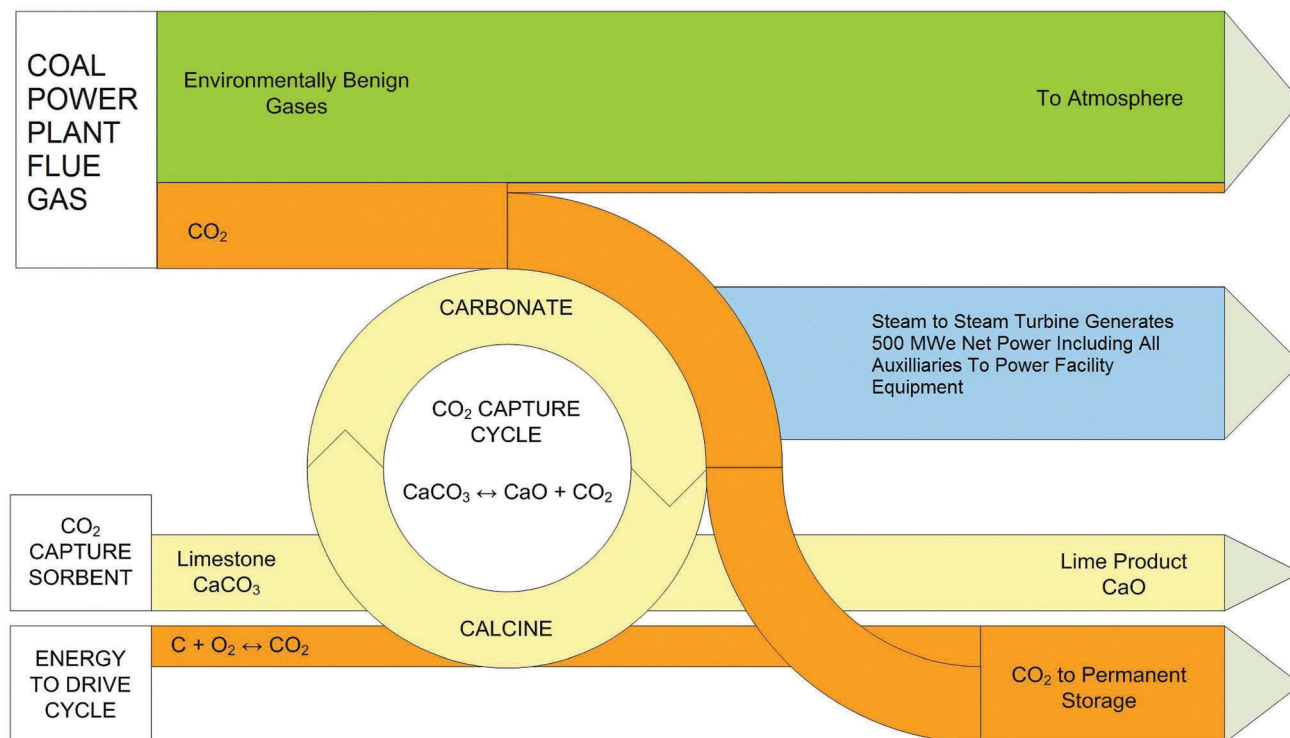 COAL
POWER
PLANT
FLUE
GAS
Environmentally Benign
Gases
To Atmosphere
CO₂
CARBONATE
Steam to Steam Turbine Generates
500 MWe Net Power Including All
Auxilliaries To Power Facility
Equipment
CO₂ CAPTURE
CYCLE
CaCO₃ ↔ CaO + CO₂
CO₂
CAPTURE
SORBENT
Limestone
CaCO₃
Lime Product
CaO
CALCINE
ENERGY
TO DRIVE
CYCLE
C + O₂ ↔ CO₂
CO₂ to Permanent
Storage